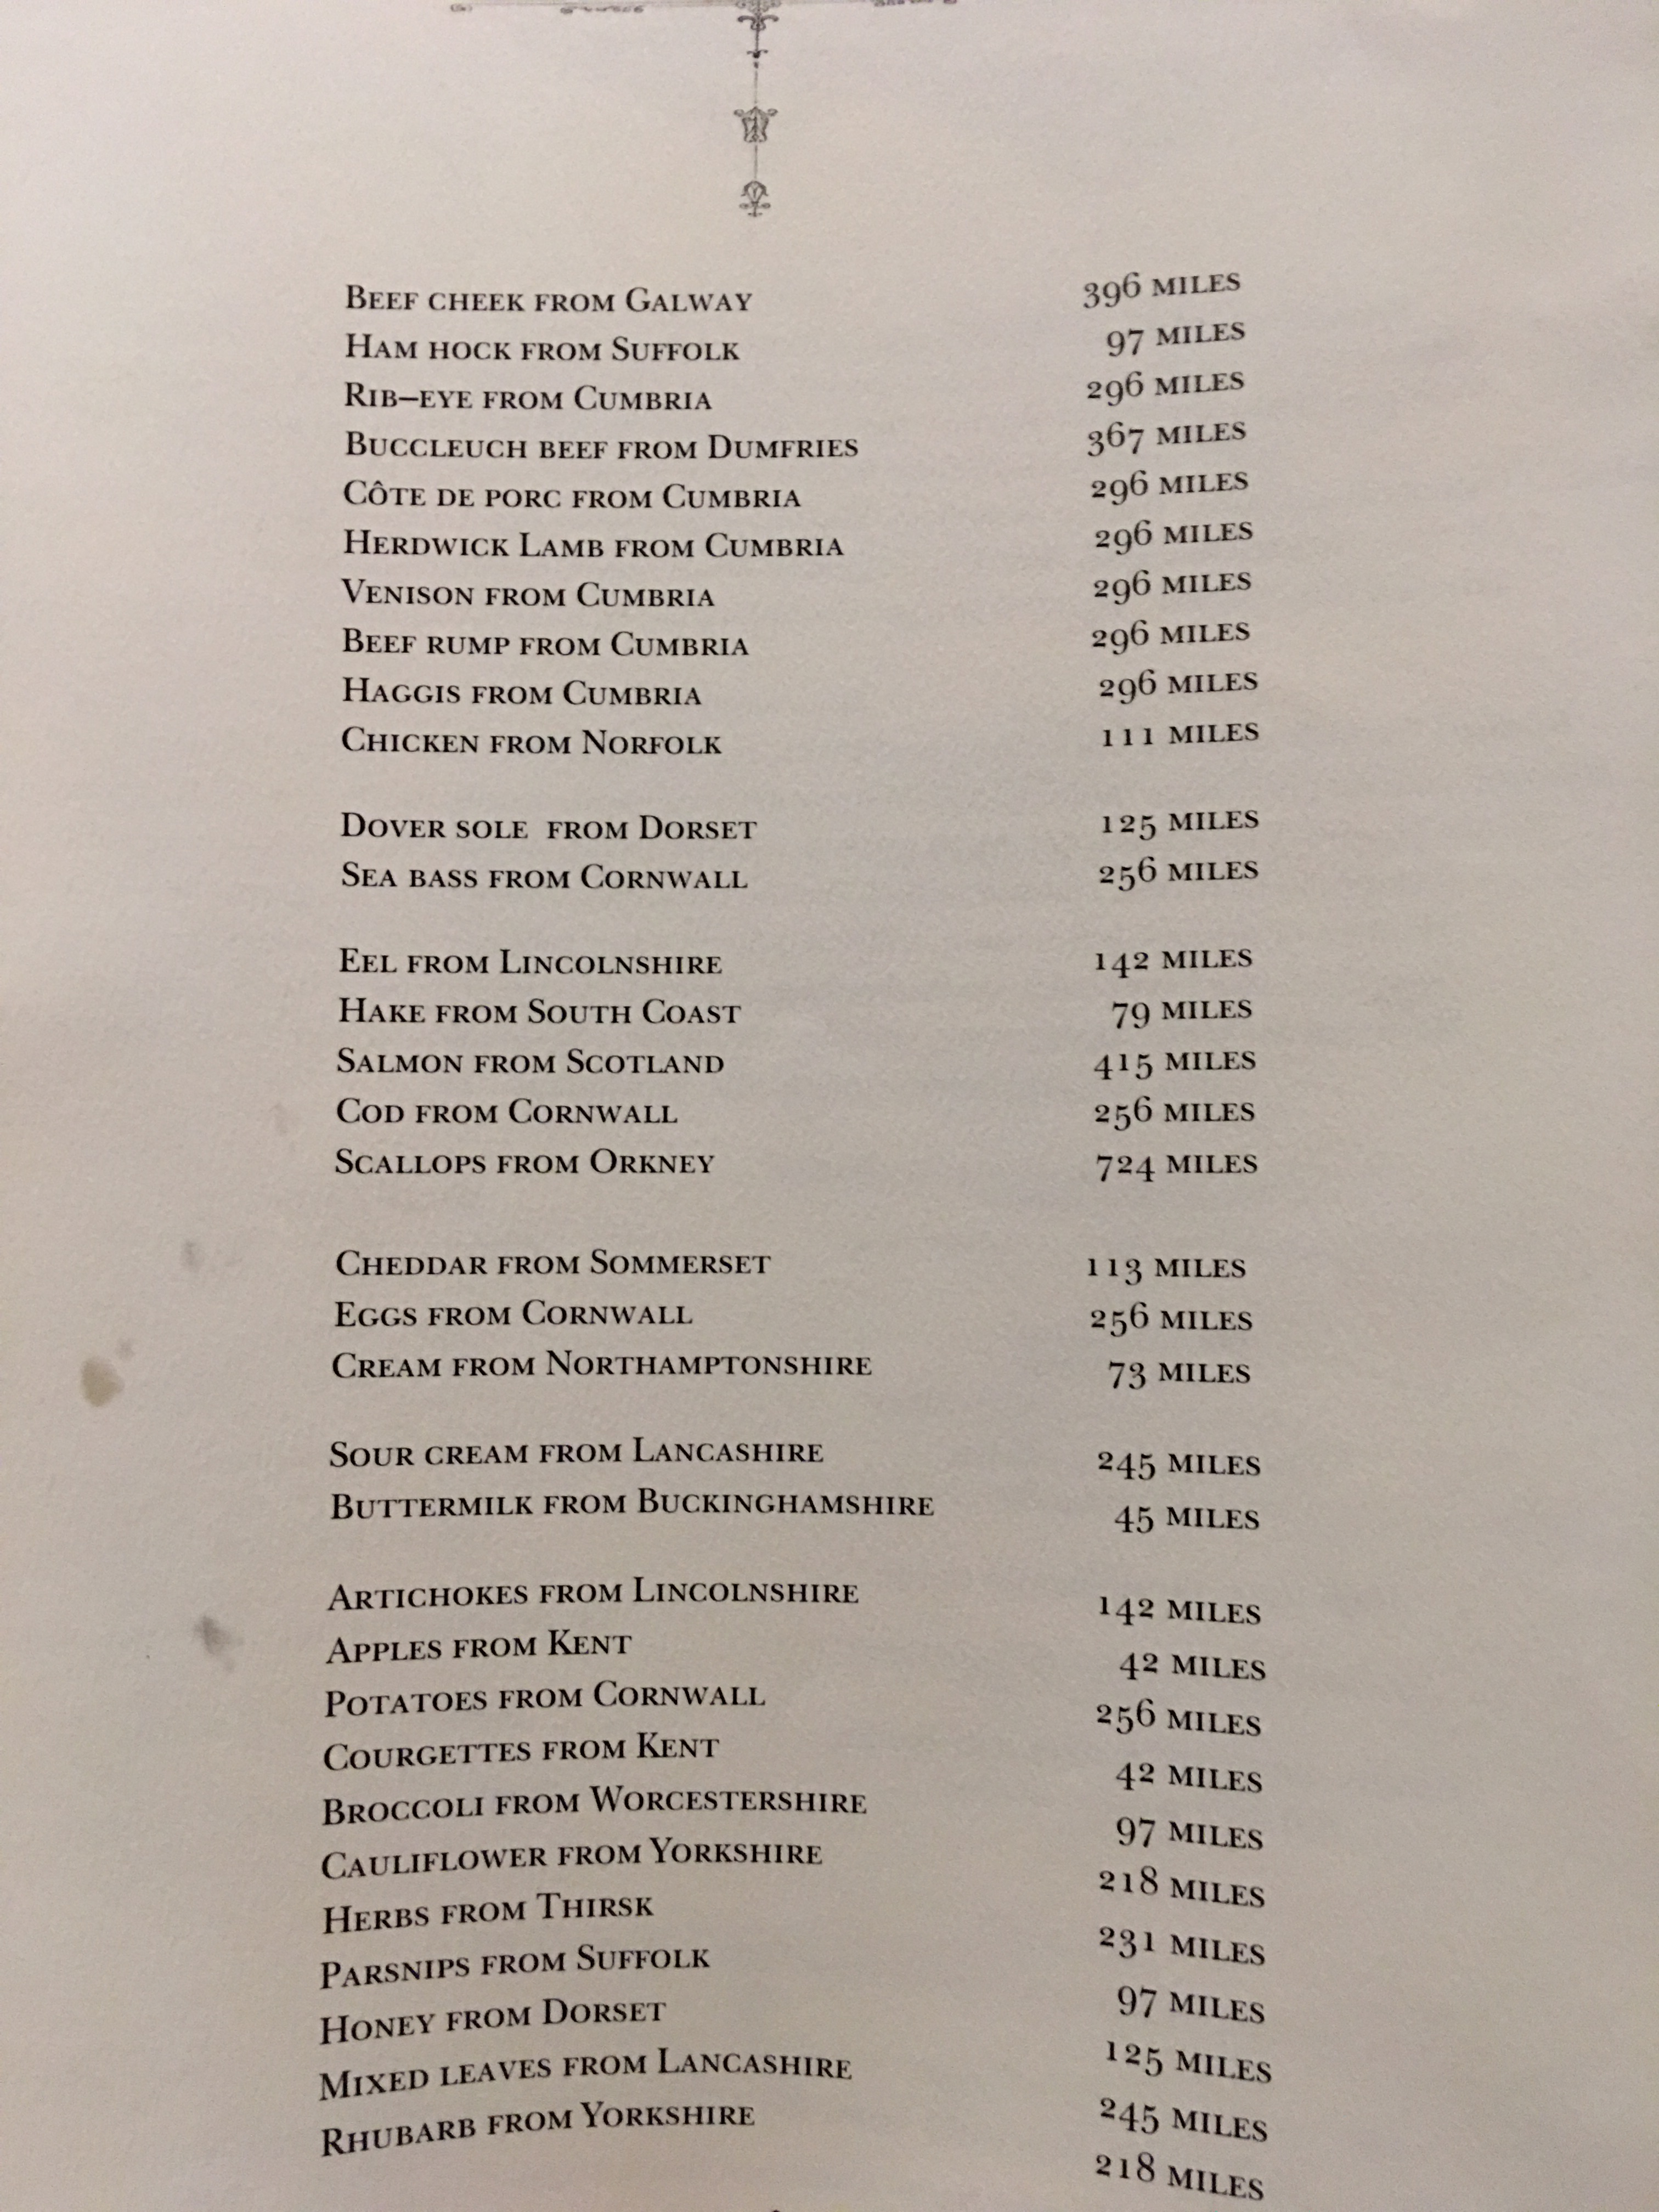 Beef cheek from Galway 396 miles
Ham hock from Suffolk 97 miles
Rib–eye from Cumbria 296 miles
Buccleuch beef from Dumfries 367 miles
Côte de porc from Cumbria 296 miles
Herdwick Lamb from Cumbria 296 miles
Venison from Cumbria 296 miles
Beef rump from Cumbria 296 miles
Haggis from Cumbria 296 miles
Chicken from Norfolk 111 miles
Dover sole from Dorset 125 miles
Sea bass from Cornwall 256 miles
Eel from Lincolnshire 142 miles
Hake from South Coast 79 miles
Salmon from Scotland 415 miles
Cod from Cornwall 256 miles
Scallops from Orkney 724 miles
Cheddar from Sommerset 113 miles
Eggs from Cornwall 256 miles
Cream from Northamptonshire 73 miles
Sour cream from Lancashire 245 miles
Buttermilk from Buckinghamshire 45 miles
Artichokes from Lincolnshire 142 miles
Apples from Kent 42 miles
Potatoes from Cornwall 256 miles
Courgettes from Kent 42 miles
Broccoli from Worcestershire 97 miles
Cauliflower from Yorkshire 218 miles
Herbs from Thirsk 231 miles
Parsnips from Suffolk 97 miles
Honey from Dorset 125 miles
Mixed leaves from Lancashire 245 miles
Rhubarb from Yorkshire 218 miles